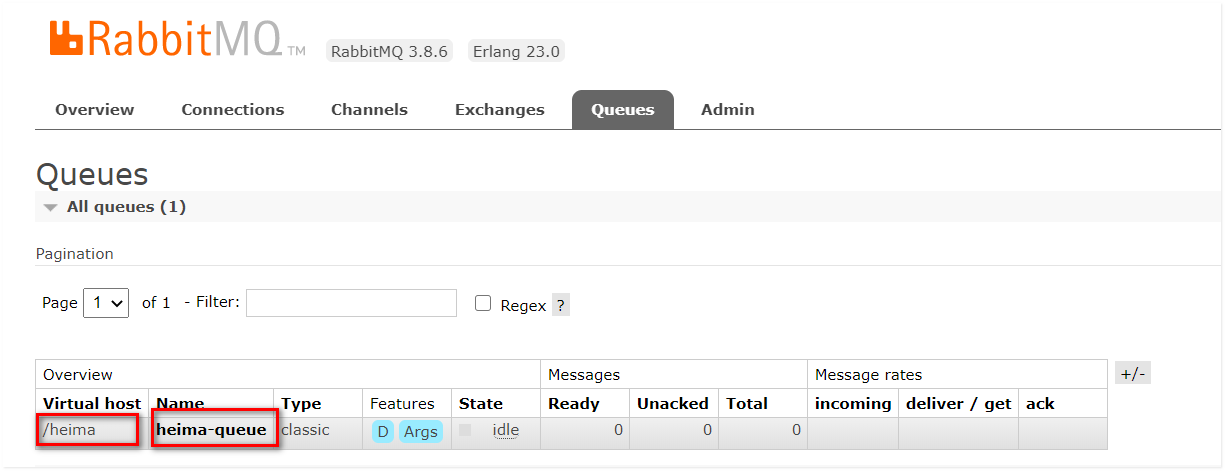 RabbitMQ TM RabbitMQ 3.8.6 Erlang 23.0
Overview Connections Channels Exchanges Queues Admin
Queues
All queues (1)
Pagination
Page 1 of 1 - Filter: Regex ?
Overview Messages Message rates +/-
Virtual host Name Type Features State Ready Unacked Total incoming deliver / get ack
/heima heima-queue classic D Args idle 0 0 0